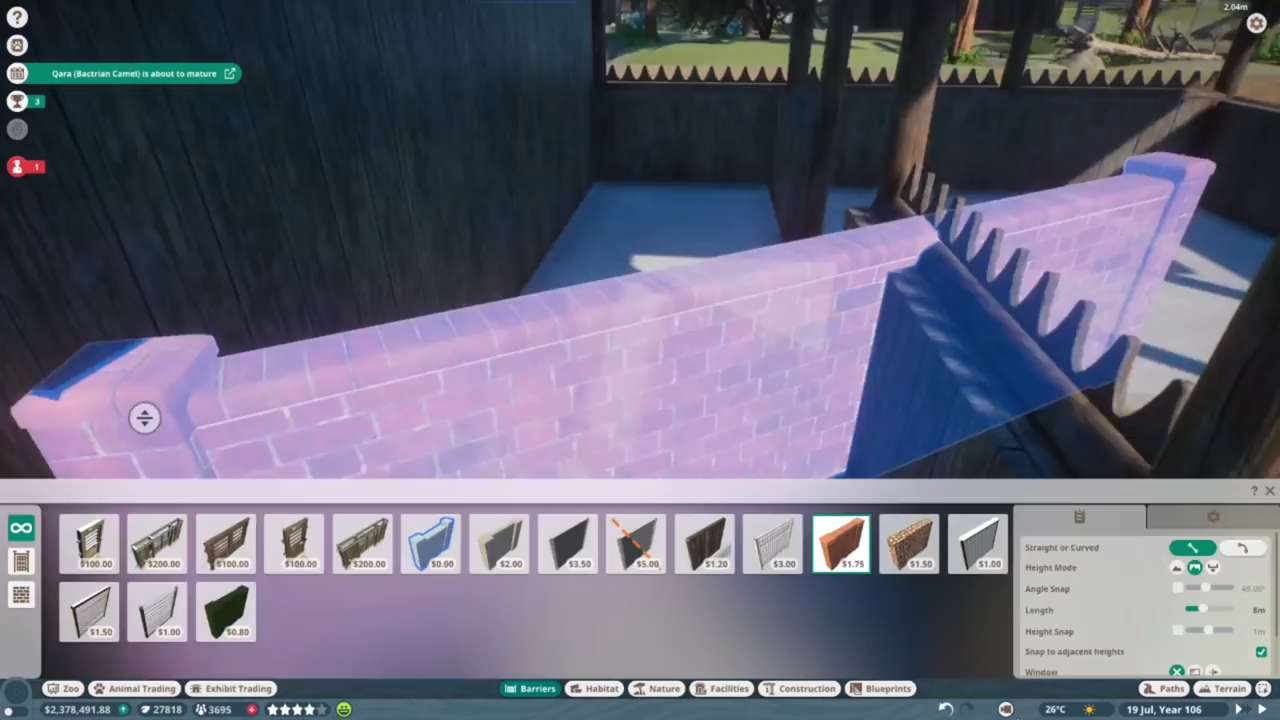 2.04m
?
Qara (Bactrian Camel) is about to mature
3
1
?
$100.00
$200.00
$100.00
$100.00
$200.00
$0.00
$2.00
$3.50
$5.00
$1.20
$3.00
$1.75
$1.50
$1.00
$1.50
$1.00
$0.80
Straight or Curved
Height Mode
Angle Snap
45.00°
Length
8m
Height Snap
1m
Snap to adjacent heights
Window
Zoo
Animal Trading
Exhibit Trading
Barriers
Habitat
Nature
Facilities
Construction
Blueprints
Paths
Terrain
$2,378,491.88
27818
3695
26°C
19 Jul, Year 106